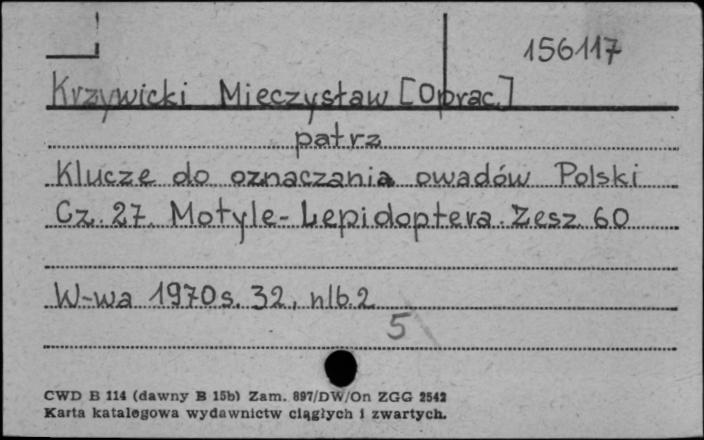 156117
Krzywicki Mieczysław [Oprac.]
patrz
Klucze do oznaczania owadów Polski
Cz. 27. Motyle - Lepidoptera. Zesz. 60
W-wa 1970 s. 32, nlb. 2
5
CWD B 114 (dawny B 15b) Zam. 897/DW/On ZGG 2542
Karta katalogowa wydawnictw ciągłych i zwartych.